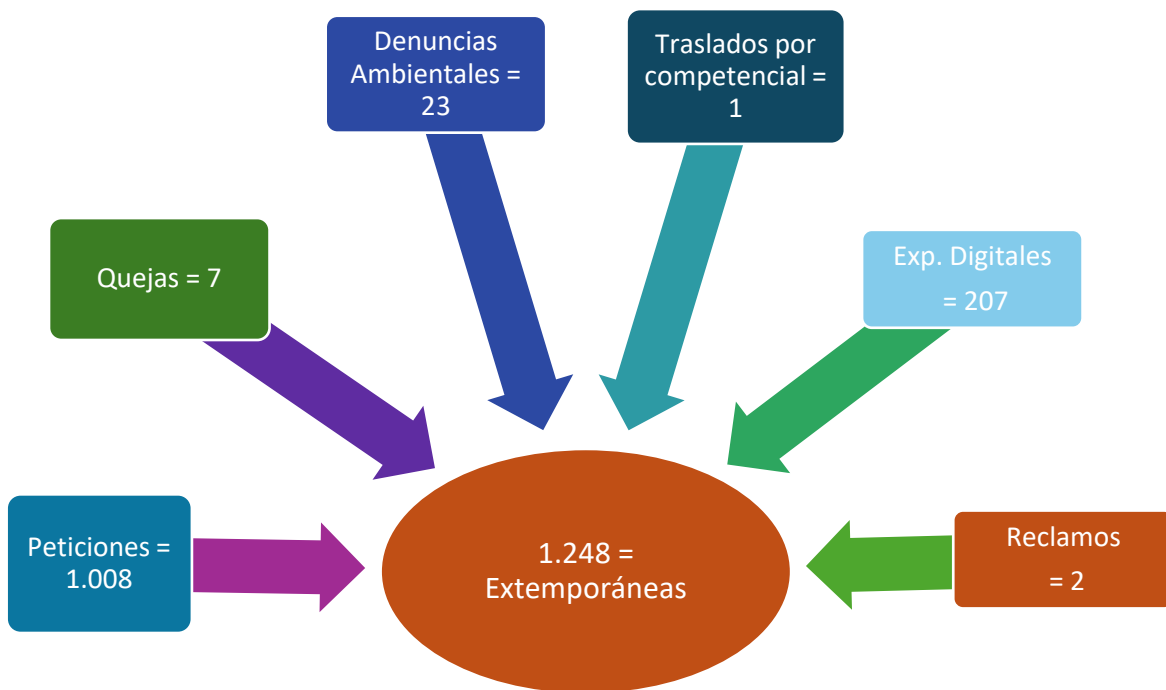 Denuncias
Ambientales =
23
Traslados por
competencial =
1
Quejas = 7
Exp. Digitales
= 207
Peticiones =
1.008
1.248 =
Extemporáneas
Reclamos
= 2